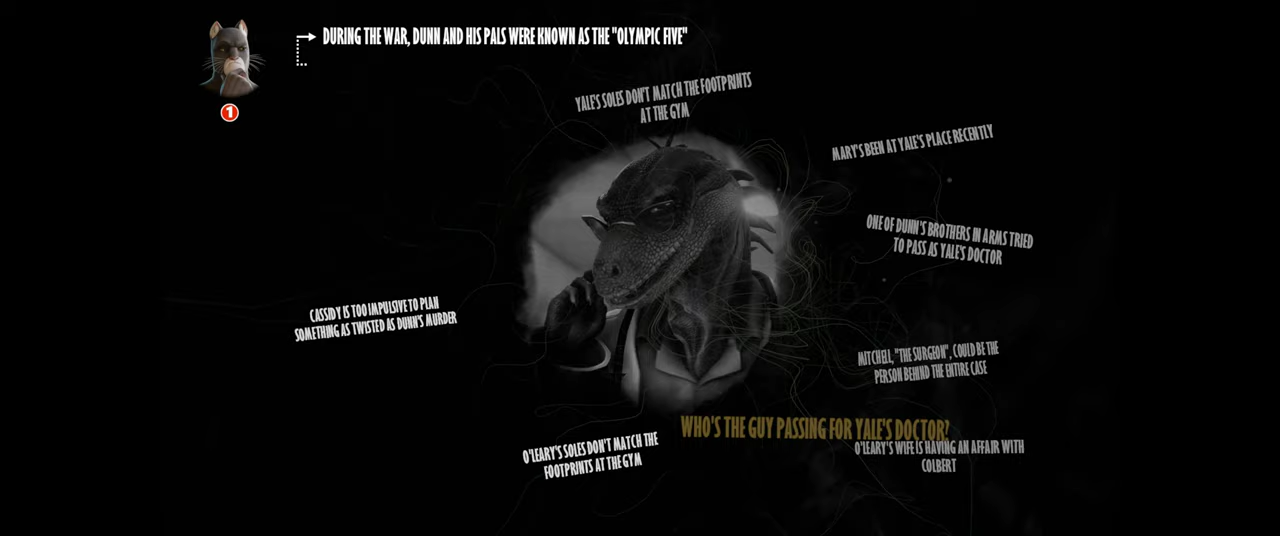 DURING THE WAR, DUNN AND HIS PALS WERE KNOWN AS THE "OLYMPIC FIVE"
1
YALE'S SOLES DON'T MATCH THE FOOTPRINTS
AT THE GYM
MARY'S BEEN AT YALE'S PLACE RECENTLY
ONE OF DUNN'S BROTHERS IN ARMS TRIED
TO PASS AS YALE'S DOCTOR
CASSIDY IS TOO IMPULSIVE TO PLAN
SOMETHING AS TWISTED AS DUNN'S MURDER
MITCHELL, "THE SURGEON", COULD BE THE
PERSON BEHIND THE ENTIRE CASE
WHO'S THE GUY PASSING FOR YALE'S DOCTOR?
O'LEARY'S SOLES DON'T MATCH THE
FOOTPRINTS AT THE GYM
O'LEARY'S WIFE IS HAVING AN AFFAIR WITH
COLBERT